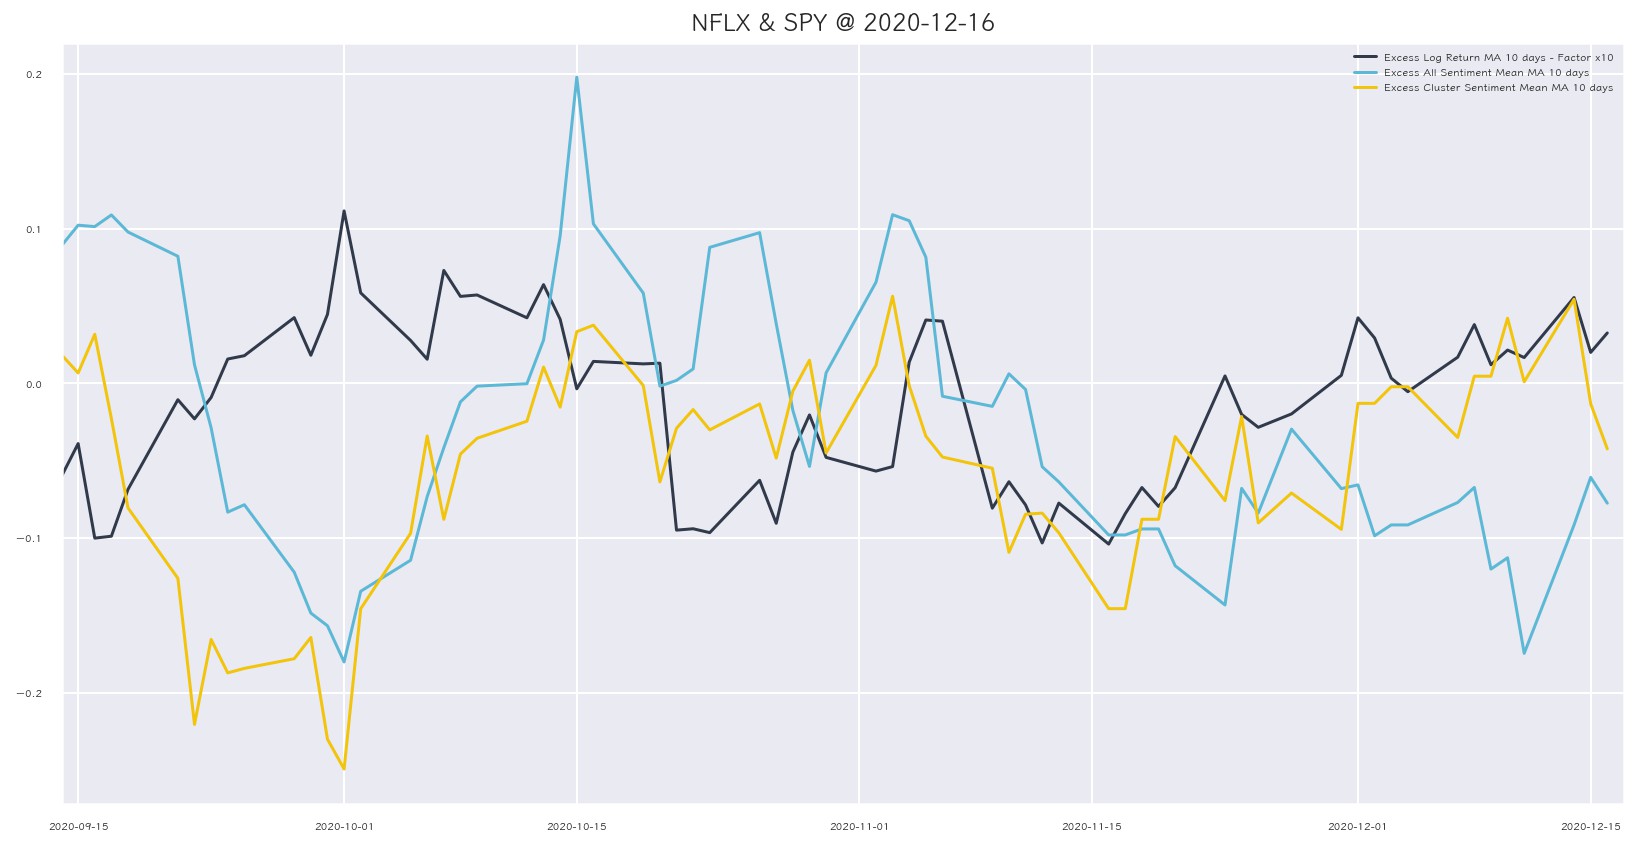 NFLX & SPY @ 2020-12-16
Excess Log Return MA 10 days - Factor x10
Excess All Sentiment Mean MA 10 days
Excess Cluster Sentiment Mean MA 10 days
0.2
0.1
0.0
−0.1
−0.2
2020-09-15 2020-10-01 2020-10-15 2020-11-01 2020-11-15 2020-12-01 2020-12-15